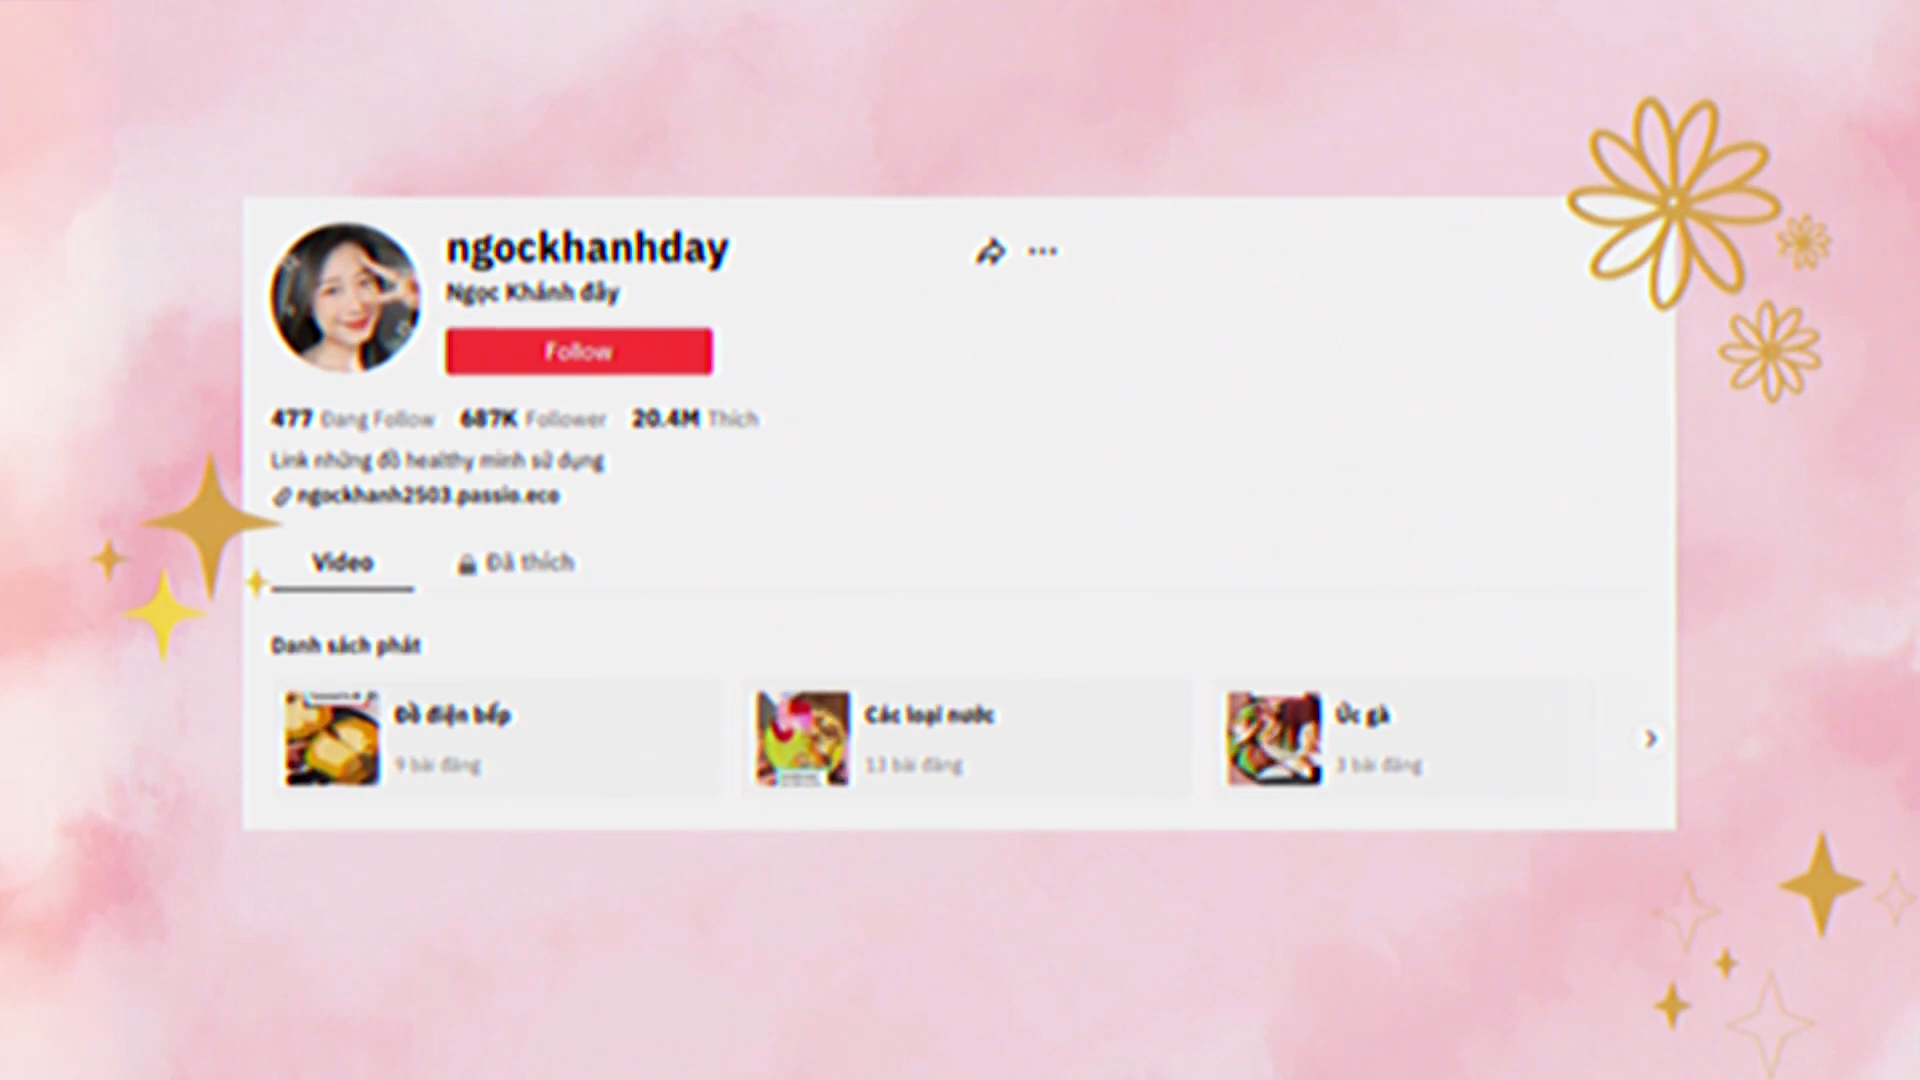 ngockhanhday
Ngọc Khánh đây
Follow
477 Đang Follow 687K Follower 20.4M Thích
Link những đồ healthy mình sử dụng
ngockhanh2503.passio.eco
Video Đã thích
Danh sách phát
Đồ điện bếp Các loại nước Ức gà
9 bài đăng 13 bài đăng 3 bài đăng